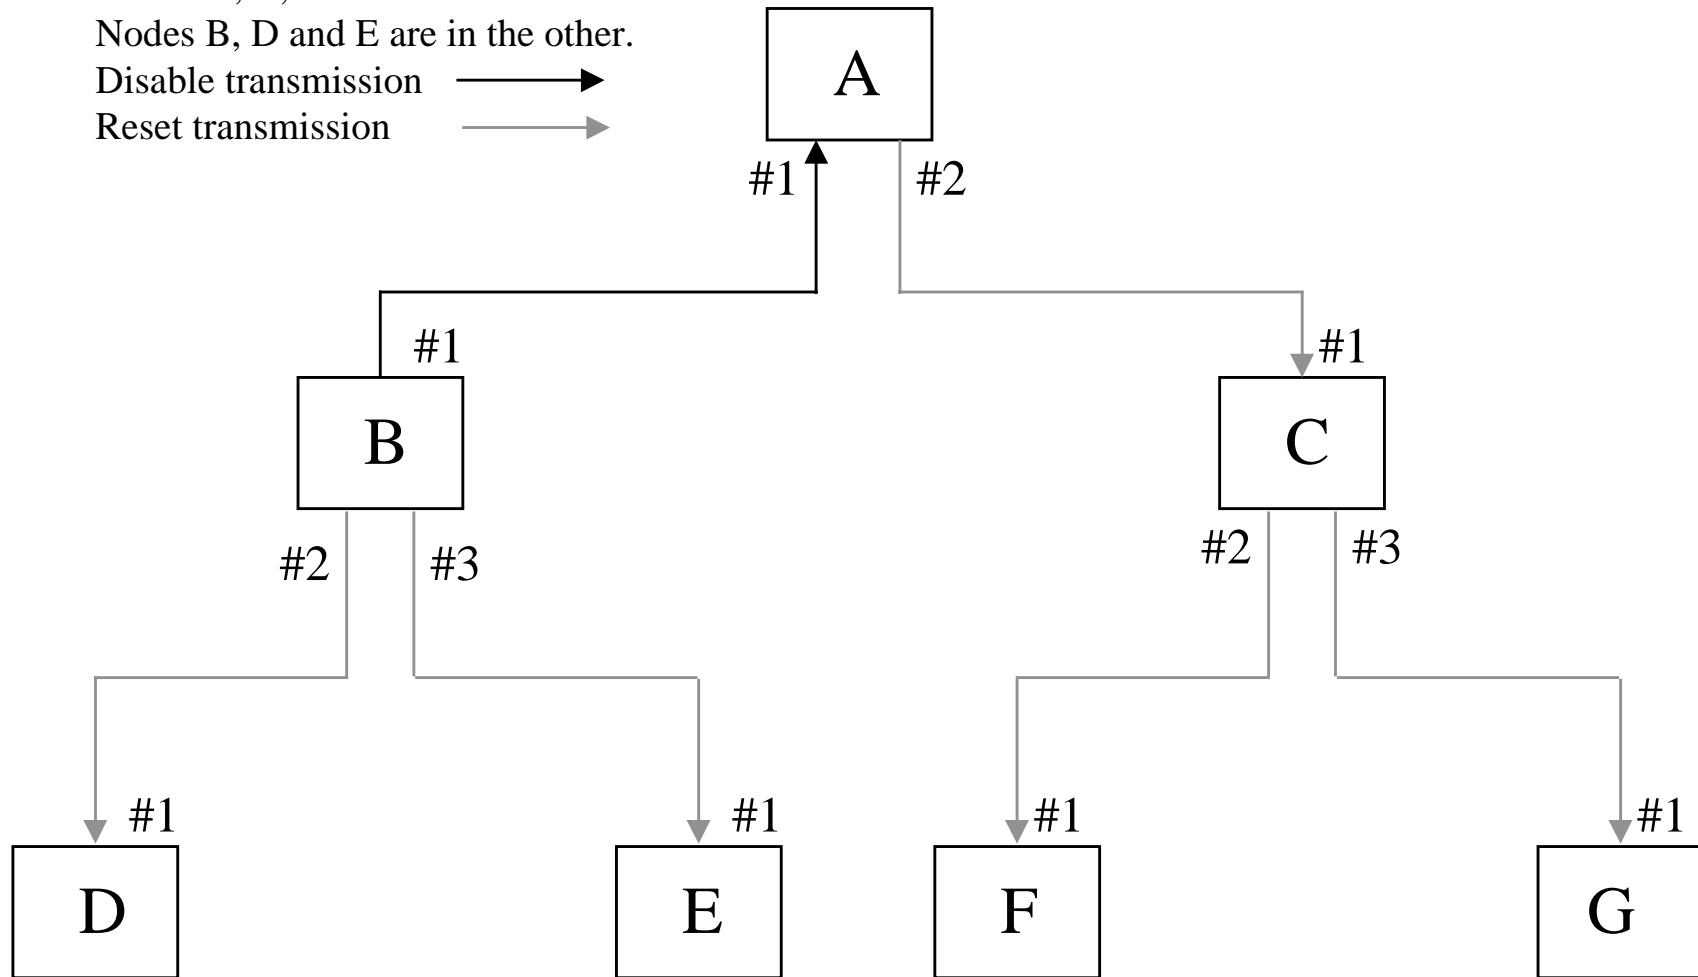 Nodes B, D and E are in the other.
Disable transmission
Reset transmission
A
#1
#2
#1
#1
B
C
#2
#3
#2
#3
#1
#1
#1
#1
D
E
F
G